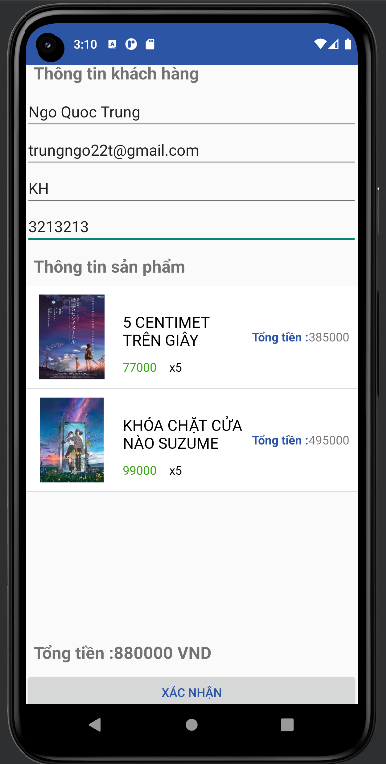 3:10
Thông tin khách hàng
Ngo Quoc Trung
trungngo22t@gmail.com
KH
3213213
Thông tin sản phẩm
5 CENTIMET
TRÊN GIÂY
Tổng tiền :385000
77000 x5
KHÓA CHẶT CỬA
NÀO SUZUME
Tổng tiền :495000
99000 x5
Tổng tiền :880000 VND
XÁC NHẬN